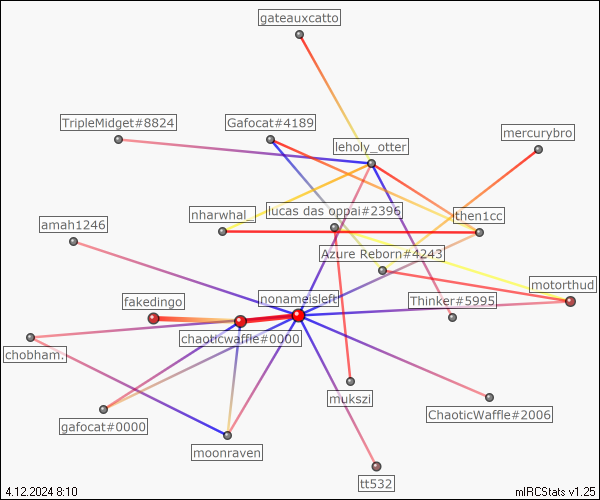 gateauxcatto
TripleMidget#8824
Gafocat#4189
mercurybro
leholy_otter
nharwhal_
lucas das oppai#2396
then1cc
amah1246
Azure Reborn#4243
motorthud
fakedingo
nonameisleft
Thinker#5995
chaoticwaffle#0000
chobham.
mukszi
ChaoticWaffle#2006
gafocat#0000
moonraven
tt532
4.12.2024 8:10
mIRCStats v1.25